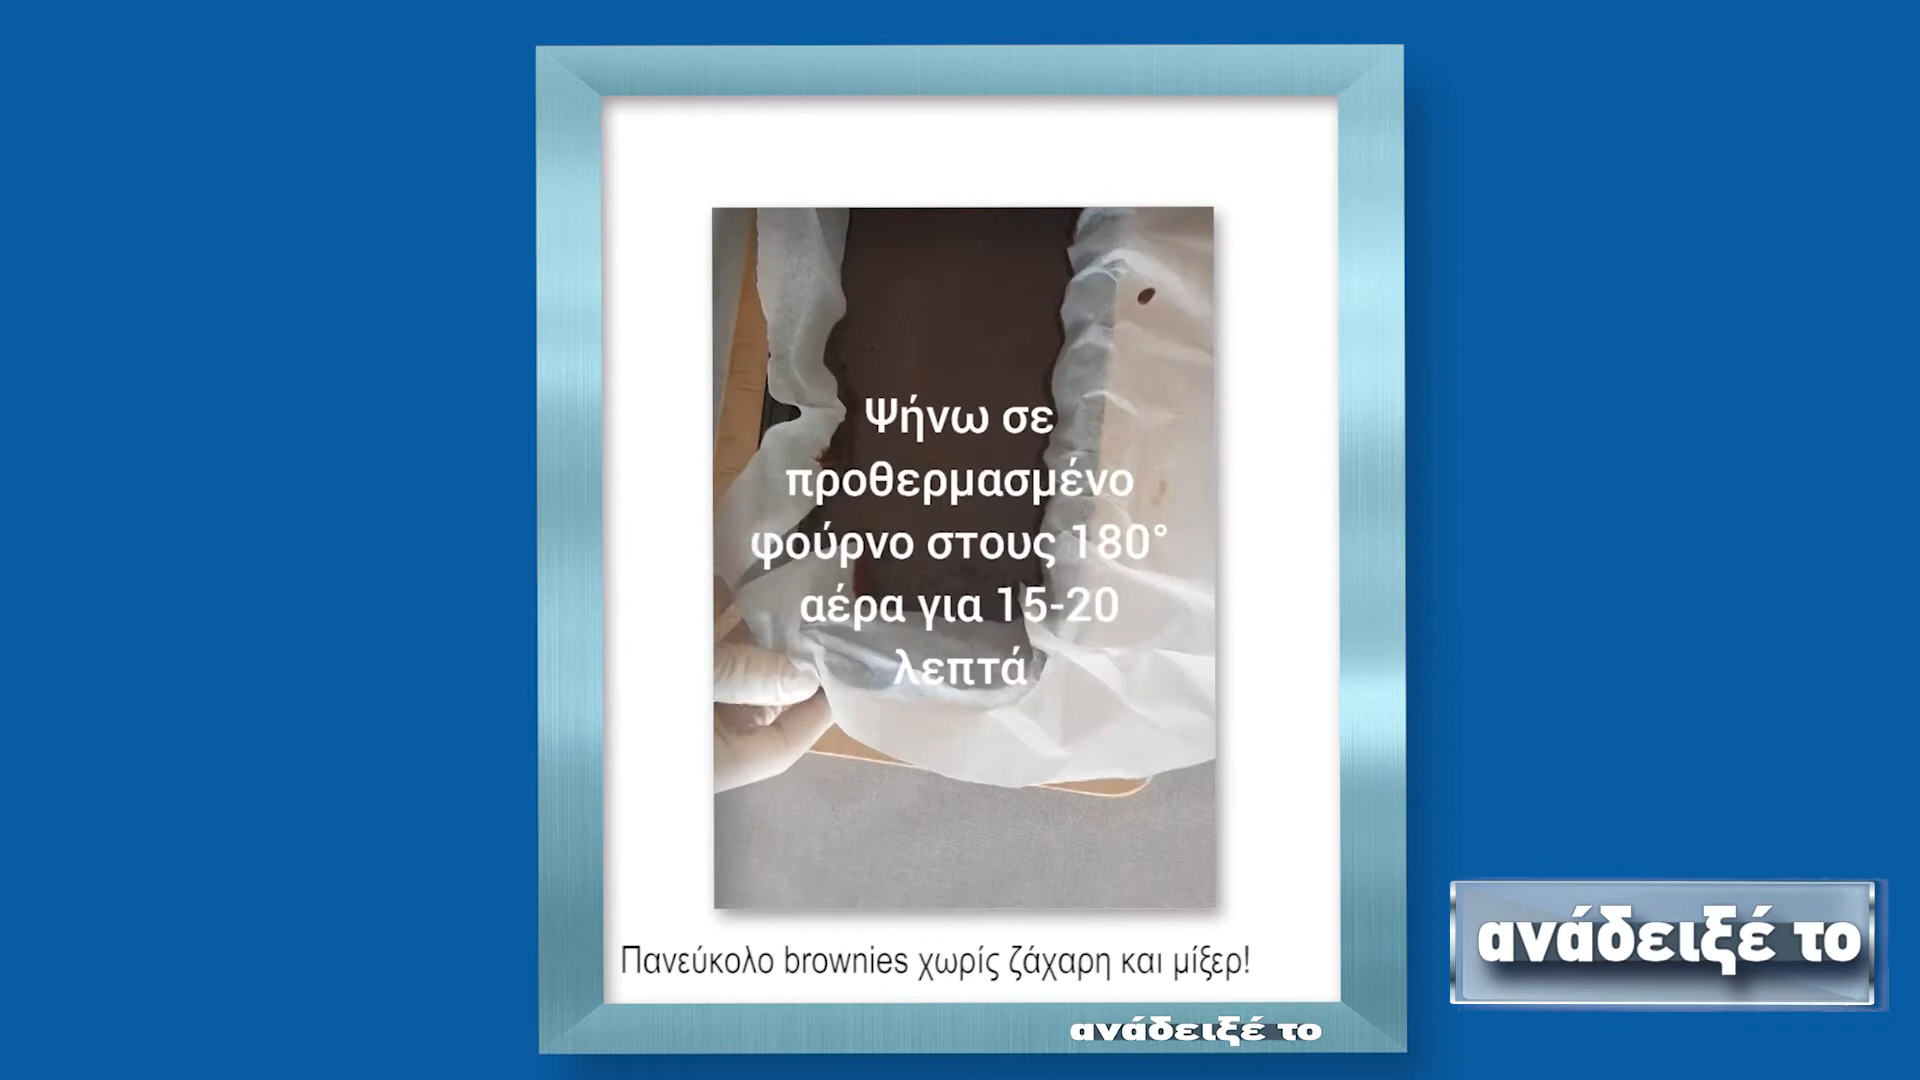 Ψήνω σε
προθερμασμένο
φούρνο στους 180°
αέρα για 15-20
λεπτά
Πανεύκολο brownies χωρίς ζάχαρη και μίξερ!
ανάδειξέ το
ανάδειξέ το